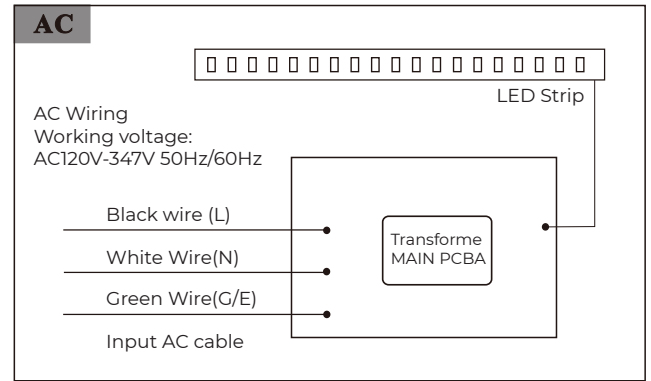 AC
LED Strip
AC Wiring
Working voltage:
AC120V-347V 50Hz/60Hz
Black wire (L)
White Wire(N)
Green Wire(G/E)
Input AC cable
Transforme
MAIN PCBA